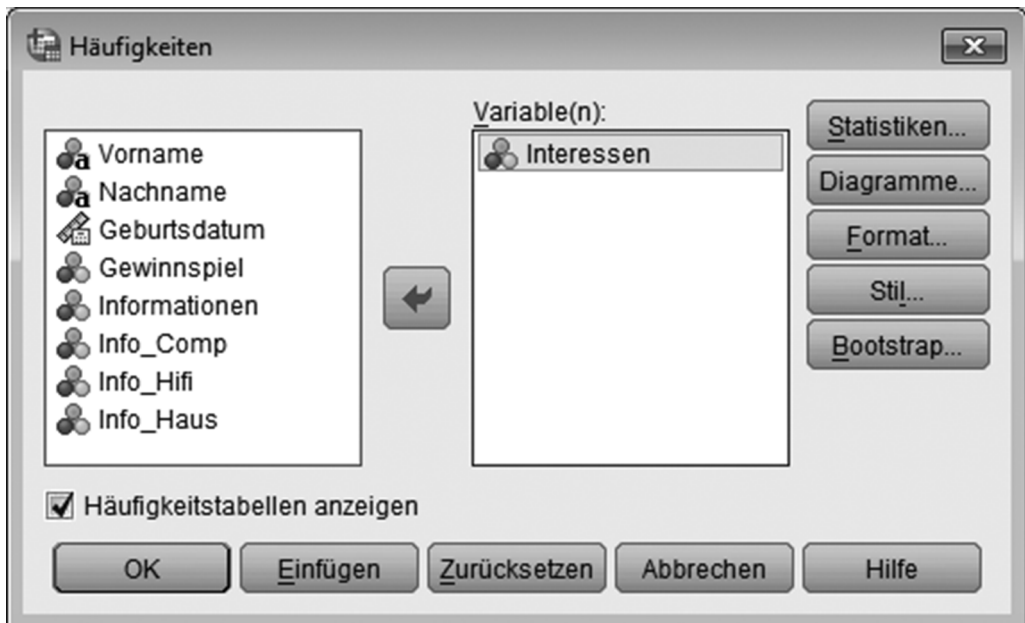 Häufigkeiten
Vorname
Nachname
Geburtsdatum
Gewinnspiel
Informationen
Info_Comp
Info_Hifi
Info_Haus
Variable(n):
Interessen
Statistiken...
Diagramme...
Format...
Stil...
Bootstrap...
Häufigkeitstabellen anzeigen
OK
Einfügen
Zurücksetzen
Abbrechen
Hilfe